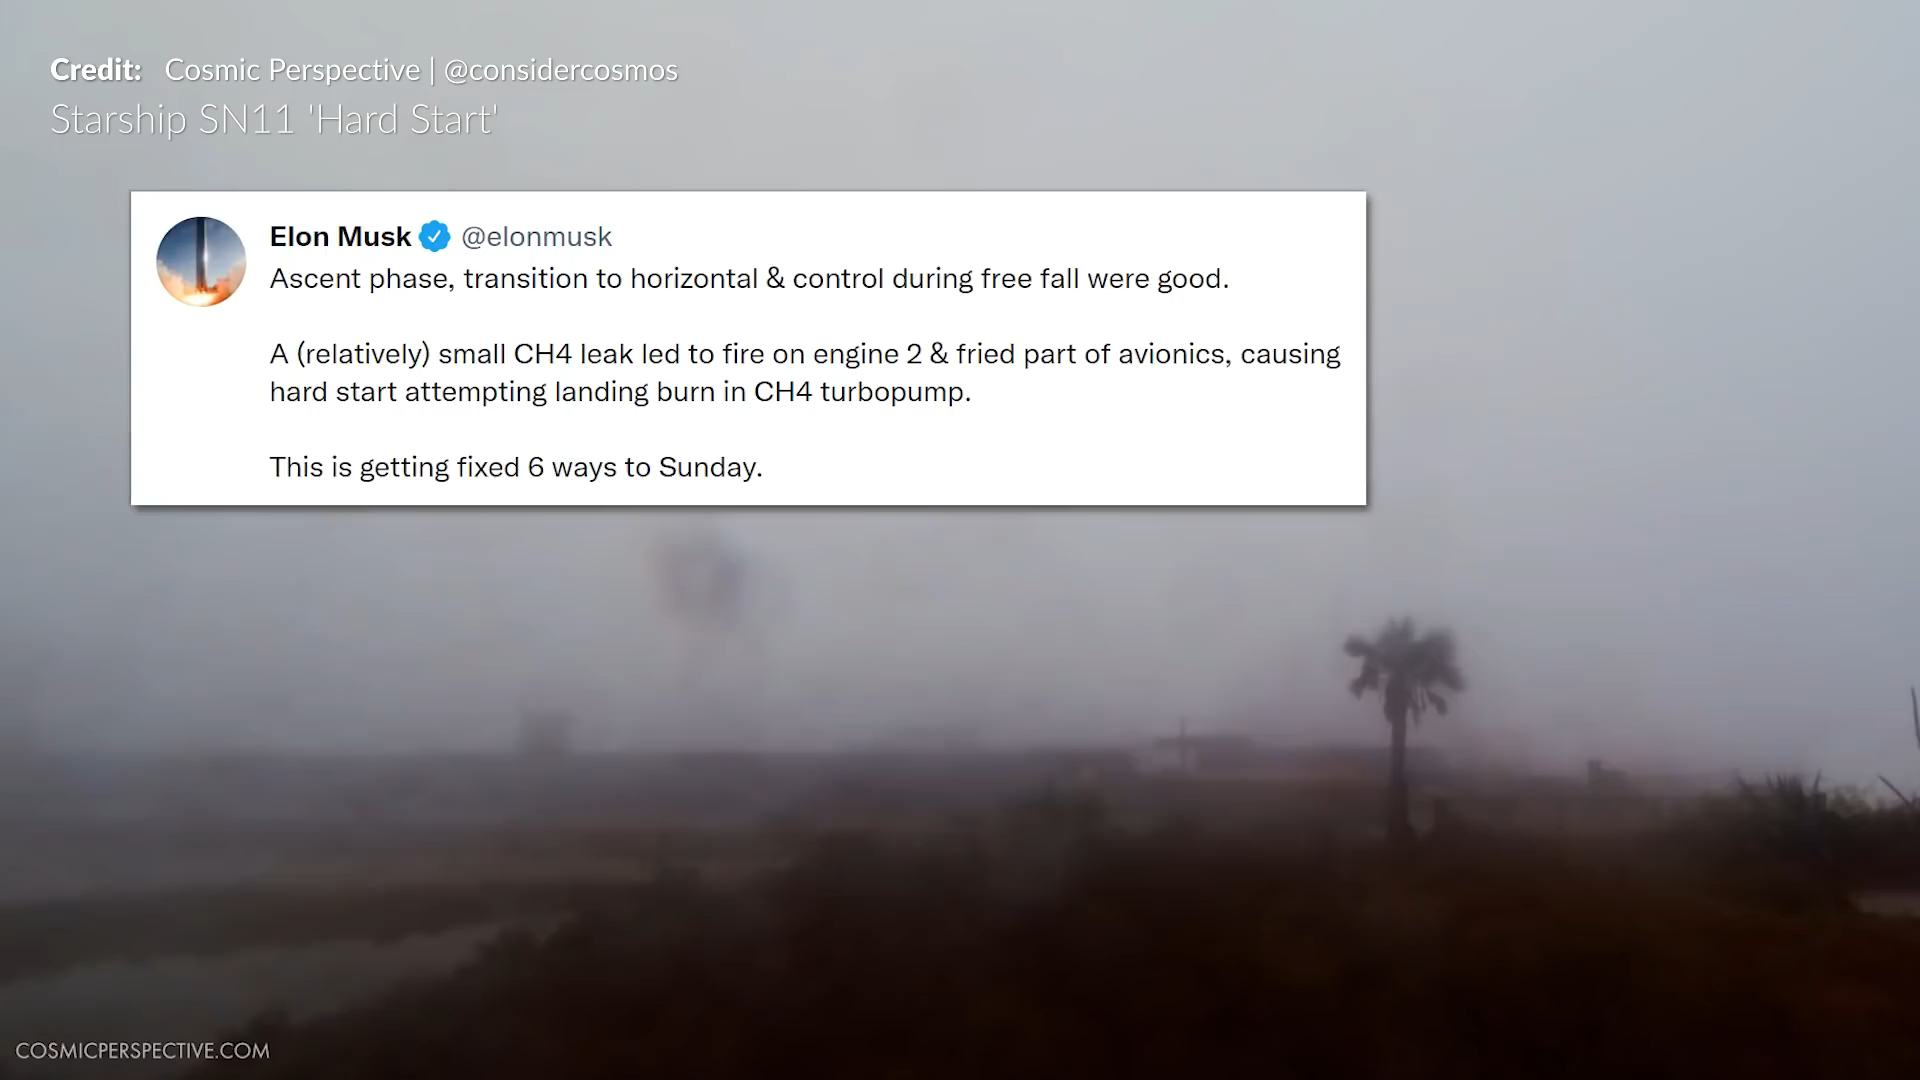 Credit: Cosmic Perspective | @considercosmos
Starship SN11 'Hard Start'
Elon Musk @elonmusk
Ascent phase, transition to horizontal & control during free fall were good.
A (relatively) small CH4 leak led to fire on engine 2 & fried part of avionics, causing
hard start attempting landing burn in CH4 turbopump.
This is getting fixed 6 ways to Sunday.
COSMICPERSPECTIVE.COM